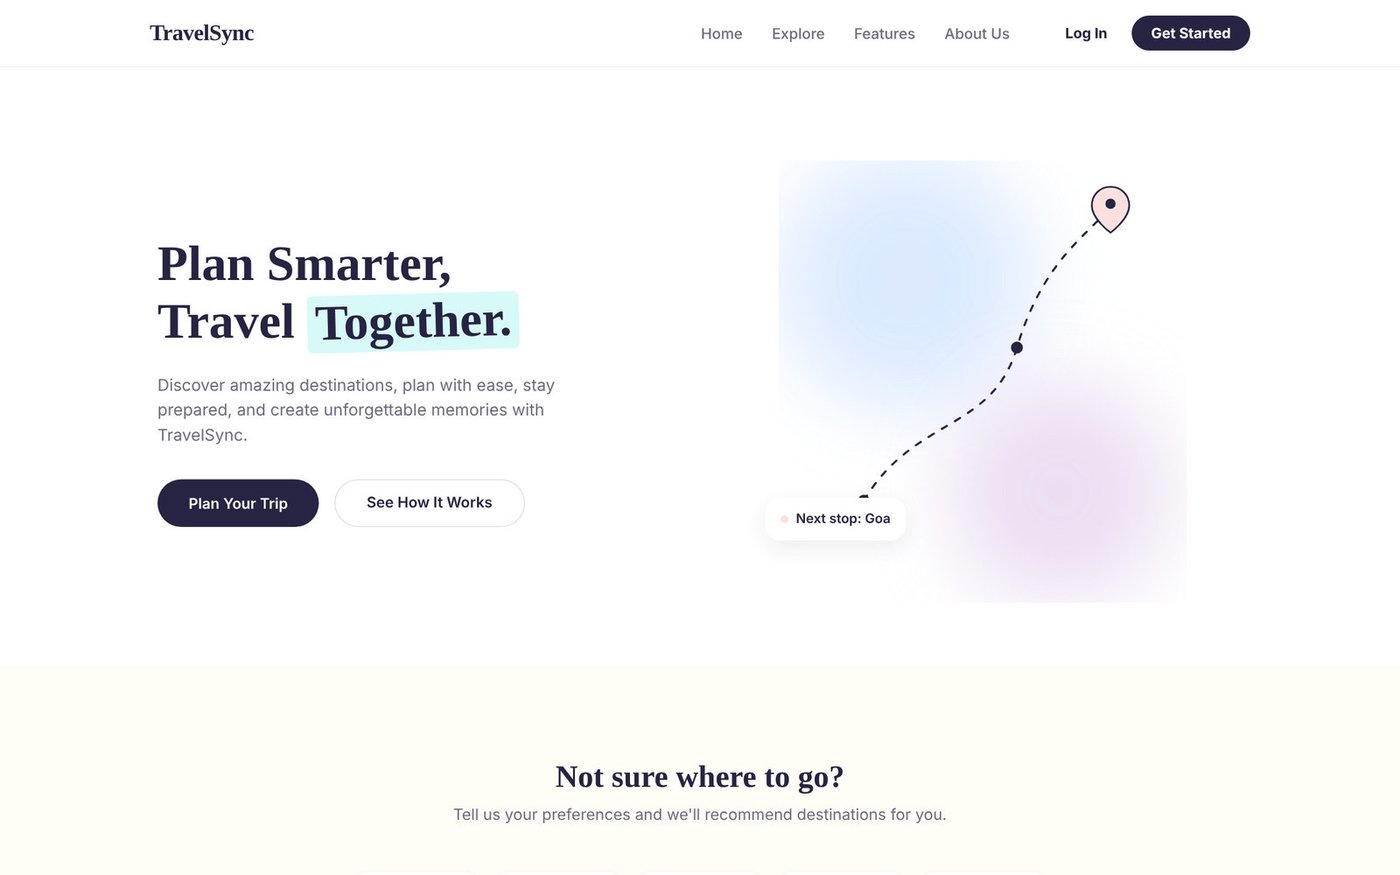 TravelSync
Home
Explore
Features
About Us
Log In
Get Started
Plan Smarter,
Travel Together.
Discover amazing destinations, plan with ease, stay
prepared, and create unforgettable memories with
TravelSync.
Plan Your Trip
See How It Works
Next stop: Goa
Not sure where to go?
Tell us your preferences and we'll recommend destinations for you.